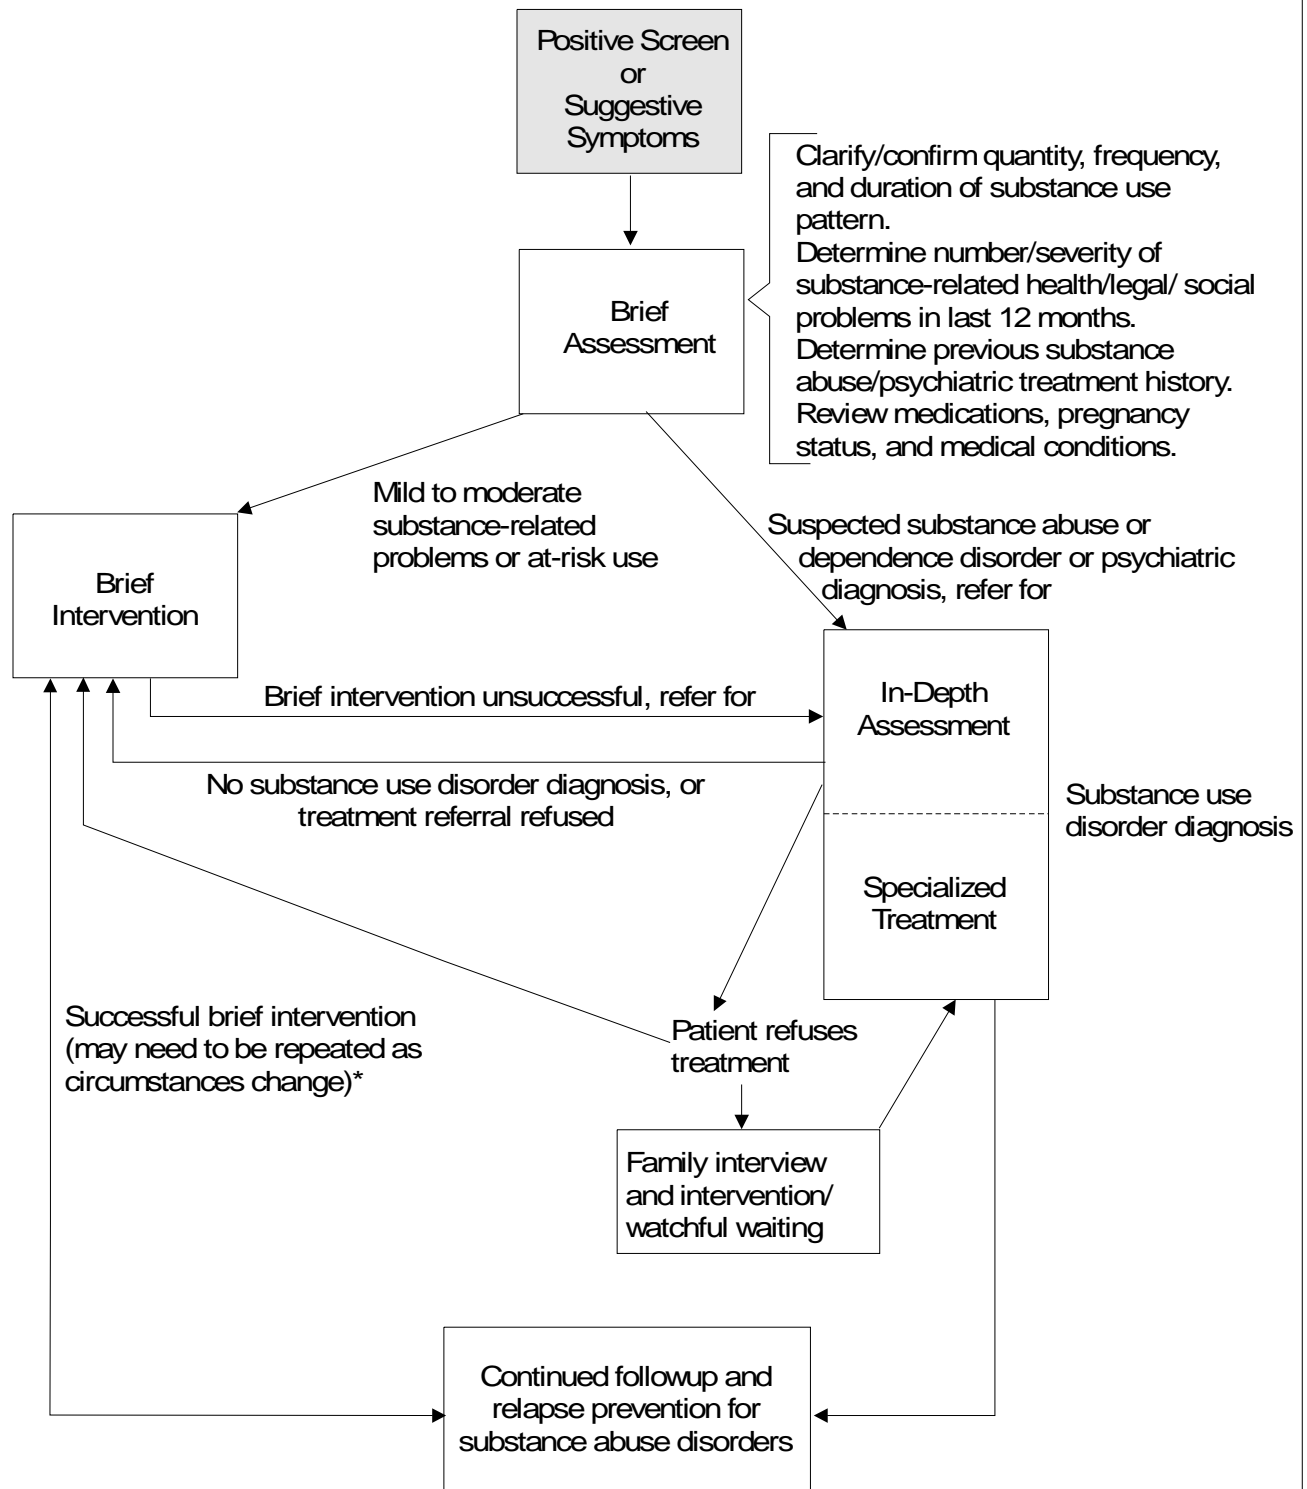 Positive Screen
or
Suggestive
Symptoms
Clarify/confirm quantity, frequency,
and duration of substance use
pattern.
Determine number/severity of
substance-related health/legal/ social
problems in last 12 months.
Determine previous substance
abuse/psychiatric treatment history.
Review medications, pregnancy
status, and medical conditions.
Brief
Assessment
Mild to moderate
substance-related
problems or at-risk use
Suspected substance abuse or
dependence disorder or psychiatric
diagnosis, refer for
Brief
Intervention
Brief intervention unsuccessful, refer for
In-Depth
Assessment
No substance use disorder diagnosis, or
treatment referral refused
Substance use
disorder diagnosis
Specialized
Treatment
Successful brief intervention
(may need to be repeated as
circumstances change)*
Patient refuses
treatment
Family interview
and intervention/
watchful waiting
Continued followup and
relapse prevention for
substance abuse disorders